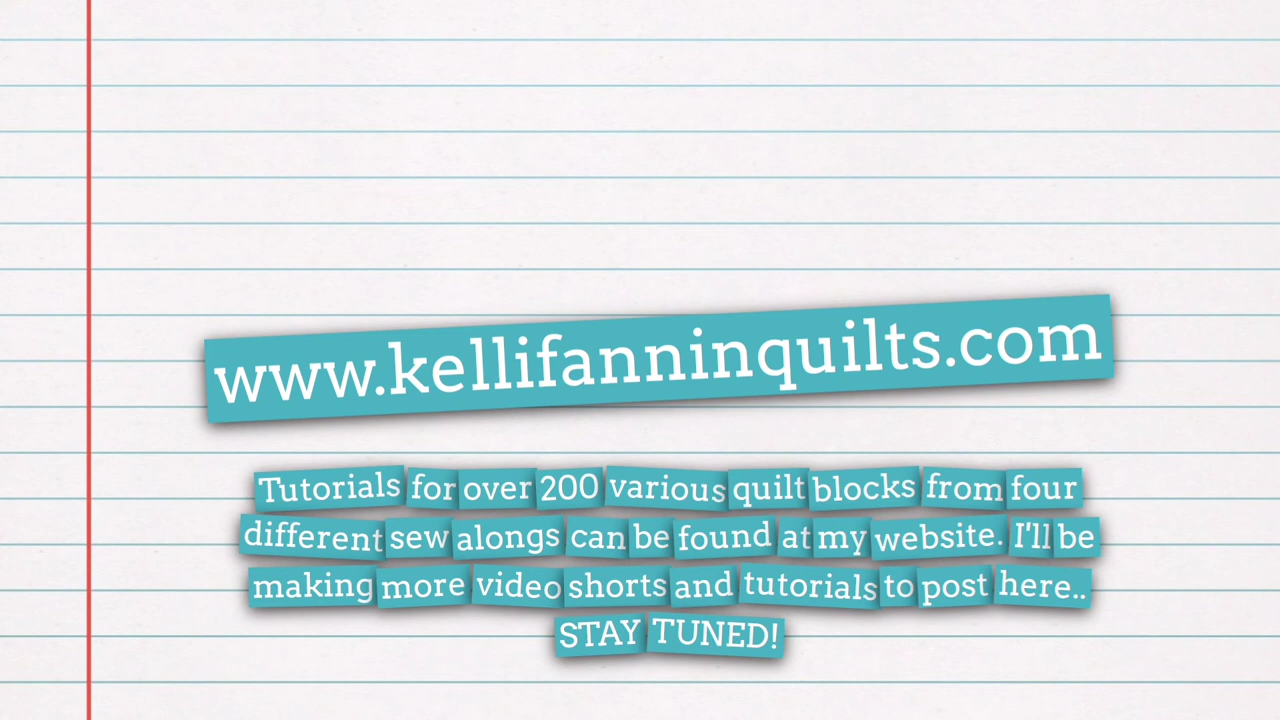 www.kellifanninquilts.com
Tutorials for over 200 various quilt blocks from four
different sew alongs can be found at my website. I'll be
making more video shorts and tutorials to post here..
STAY TUNED!